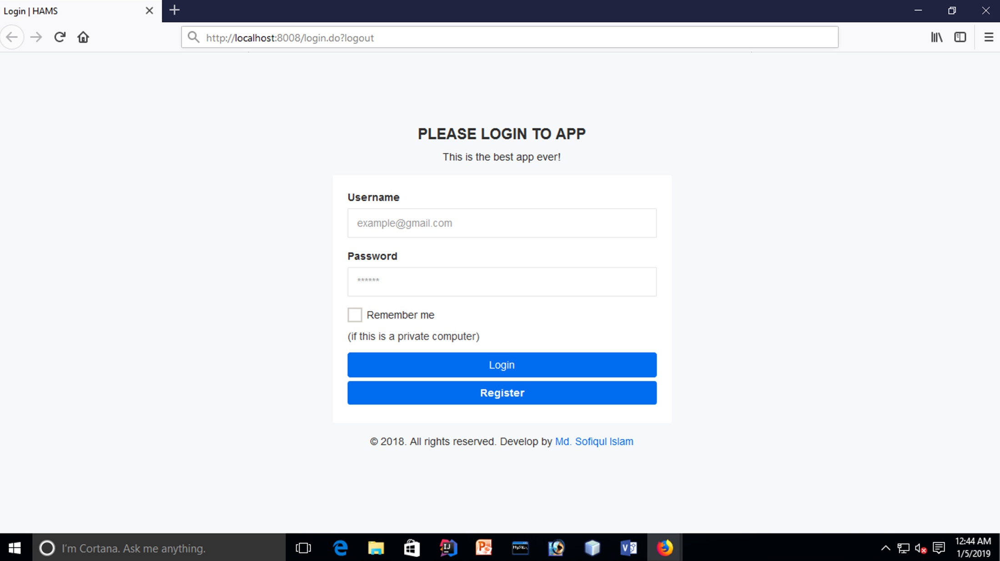 Login | HAMS
http://localhost:8008/login.do?logout
PLEASE LOGIN TO APP
This is the best app ever!
Username
example@gmail.com
Password
******
Remember me
(if this is a private computer)
Login
Register
© 2018. All rights reserved. Develop by Md. Sofiqul Islam
I'm Cortana. Ask me anything.
12:44 AM
1/5/2019